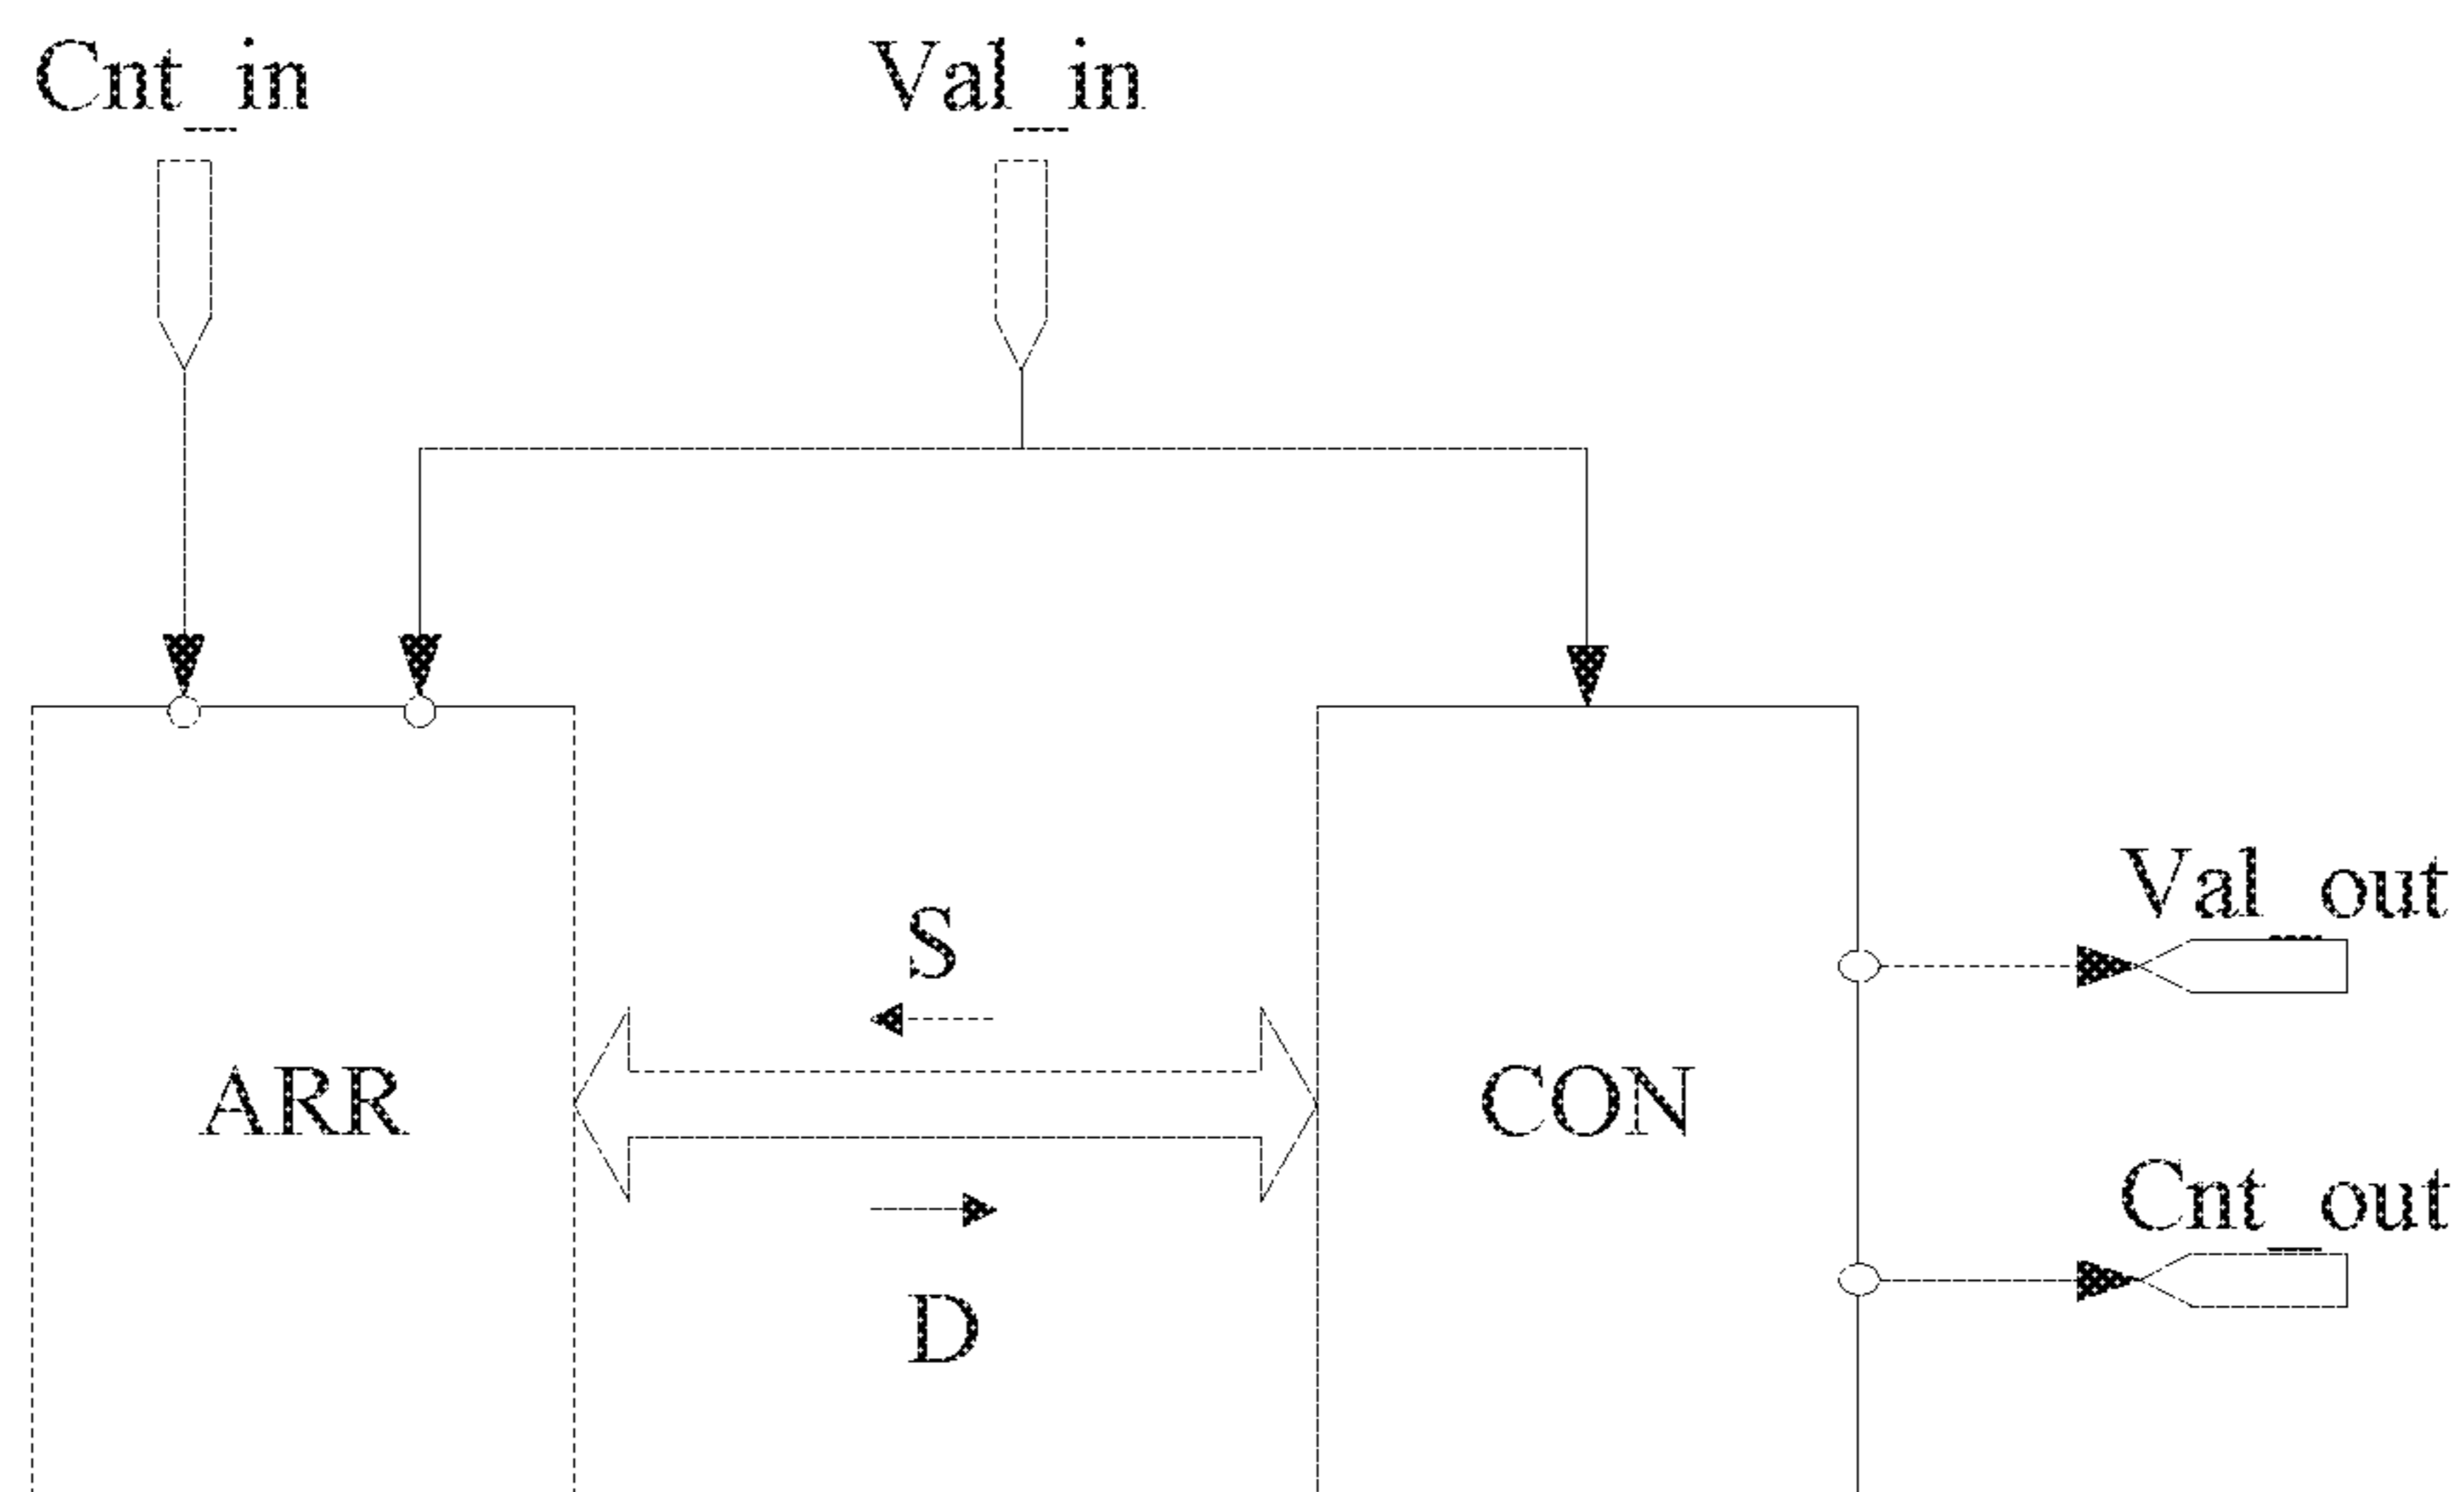 Cnt_in
Val_in
Val_out
S
ARR
CON
Cnt_out
D